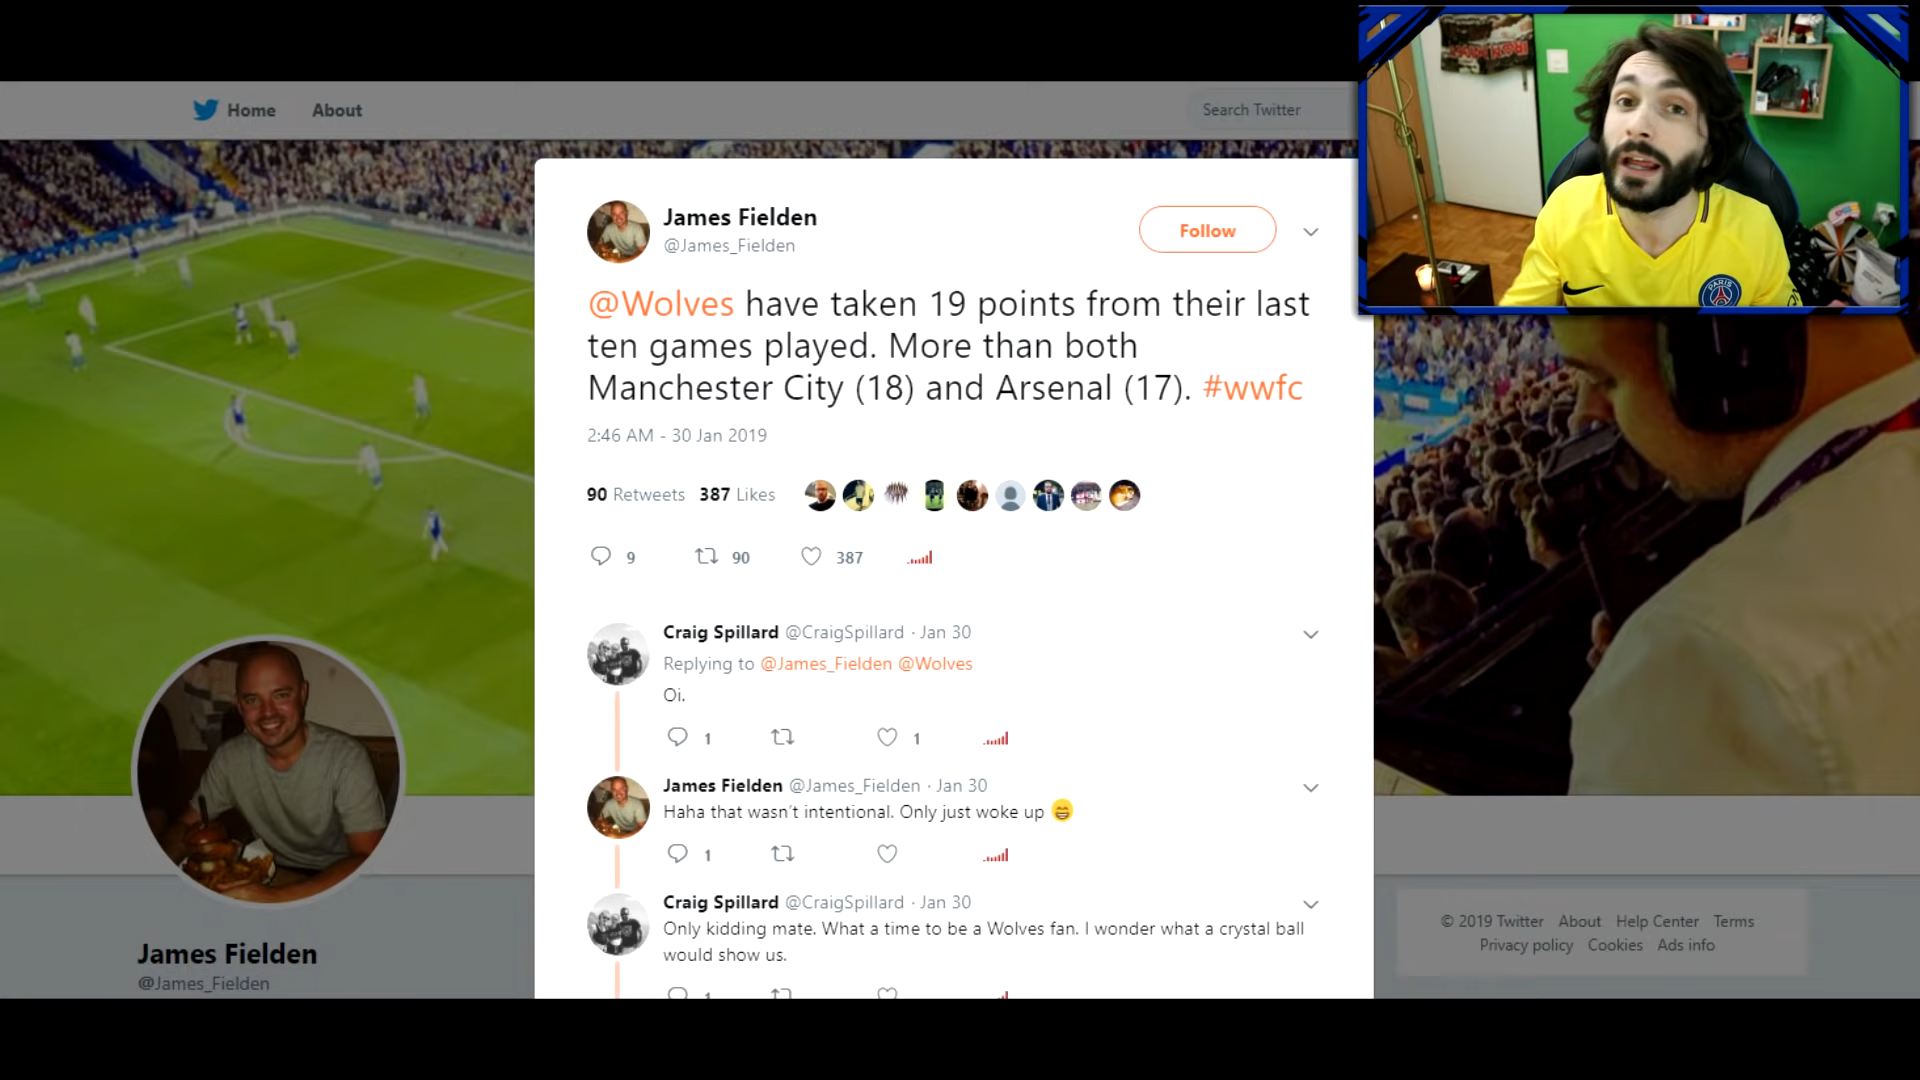 Home About
Search Twitter
James Fielden
@James_Fielden
Follow
@Wolves have taken 19 points from their last
ten games played. More than both
Manchester City (18) and Arsenal (17). #wwfc
2:46 AM - 30 Jan 2019
90 Retweets 387 Likes
9 90 387
Craig Spillard @CraigSpillard · Jan 30
Replying to @James_Fielden @Wolves
Oi.
1 1
James Fielden @James_Fielden · Jan 30
Haha that wasn't intentional. Only just woke up 😄
1
Craig Spillard @CraigSpillard · Jan 30
Only kidding mate. What a time to be a Wolves fan. I wonder what a crystal ball
would show us.
1
James Fielden
@James_Fielden
© 2019 Twitter About Help Center Terms
Privacy policy Cookies Ads info
PARIS